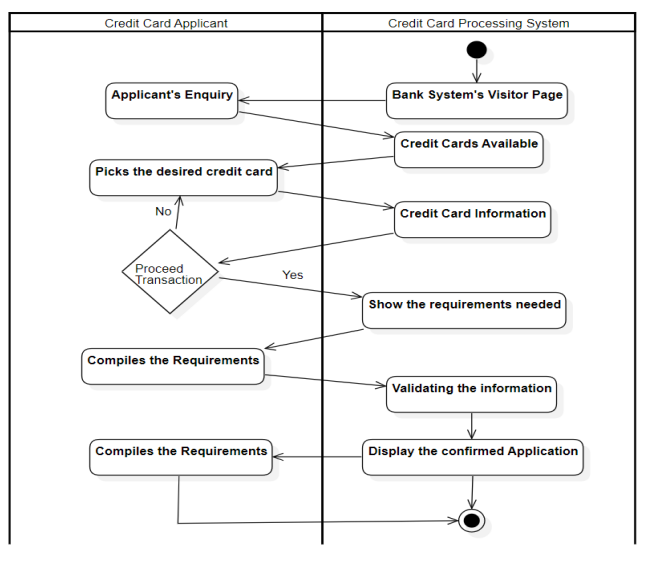 Credit Card Applicant
Credit Card Processing System
Applicant's Enquiry
Bank System's Visitor Page
Credit Cards Available
Picks the desired credit card
No
Credit Card Information
Proceed
Transaction
Yes
Show the requirements needed
Compiles the Requirements
Validating the information
Compiles the Requirements
Display the confirmed Application